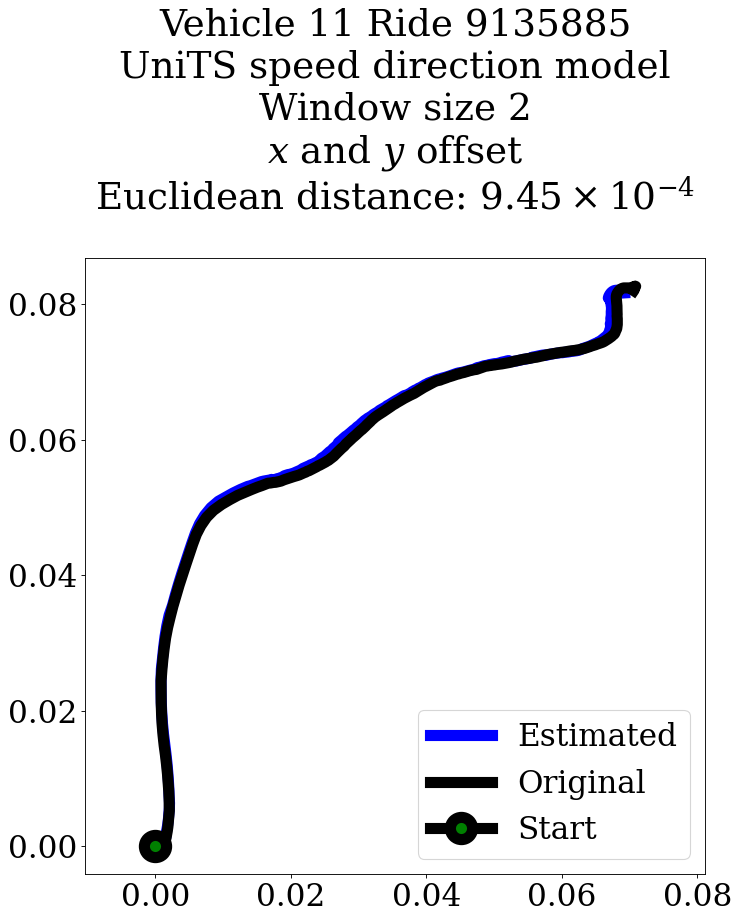 Vehicle 11 Ride 9135885
UniTS speed direction model
Window size 2
x and y offset
Euclidean distance: 9.45 × 10⁻⁴
0.08
0.06
0.04
0.02
0.00
Estimated
Original
Start
0.00 0.02 0.04 0.06 0.08